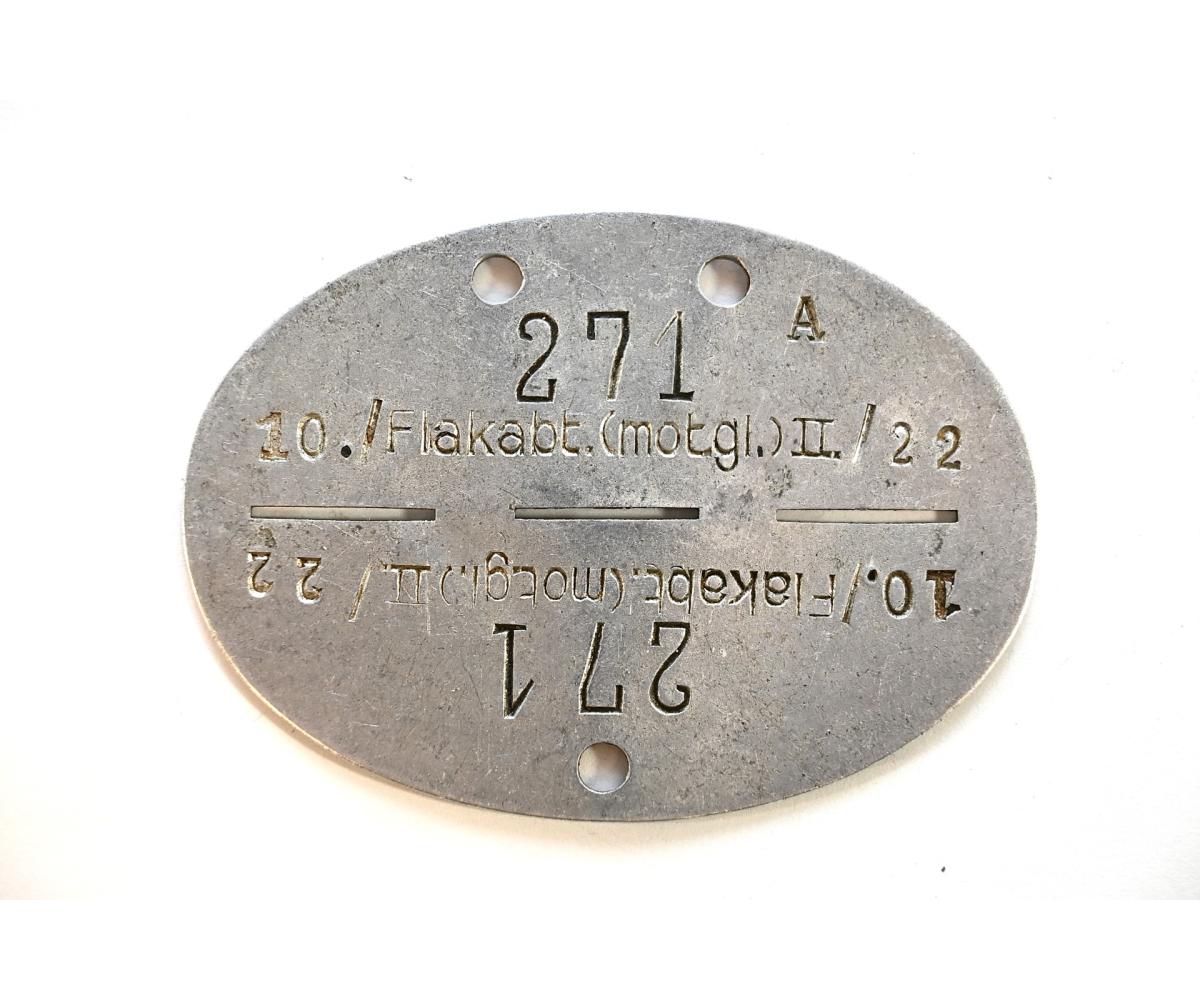 271 A
10./Flakabt.(motgl.) II./22
10./Flakabt.(motgl.) II./22
271